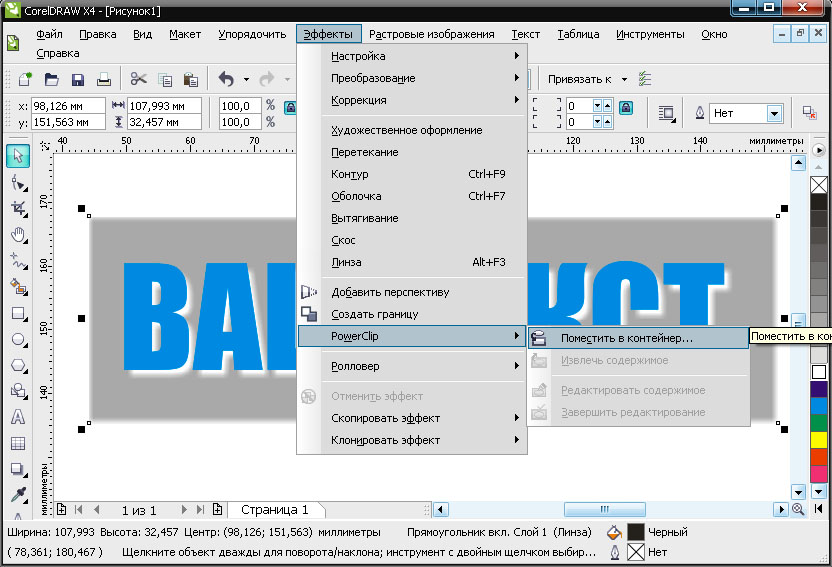 CorelDRAW X4 - [Рисунок1]
Файл Правка Вид Макет Упорядочить Эффекты Растровые изображения Текст Таблица Инструменты Окно
Справка
Привязать к
x: 98,126 мм 107,993 мм 100,0 % 0 Нет
y: 151,563 мм 32,457 мм 100,0 % 0
Настройка
Преобразование
Коррекция
Художественное оформление
Перетекание
Контур Ctrl+F9
Оболочка Ctrl+F7
Вытягивание
Скос
Линза Alt+F3
Добавить перспективу
Создать границу
PowerClip
Ролловер
Отменить эффект
Скопировать эффект
Клонировать эффект
Поместить в контейнер...
Извлечь содержимое
Редактировать содержимое
Завершить редактирование
Поместить в кон
40 50 60 70 120 130 140 миллиметры
170
160
150
140
миллиметры
ВА КСТ
1 из 1 Страница 1
Ширина: 107,993 Высота: 32,457 Центр: (98,126; 151,563) миллиметры Прямоугольник вкл. Слой 1 (Линза) Черный
( 78,361; 180,467 ) Щелкните объект дважды для поворота/наклона; инструмент с двойным щелчком выбир... Нет